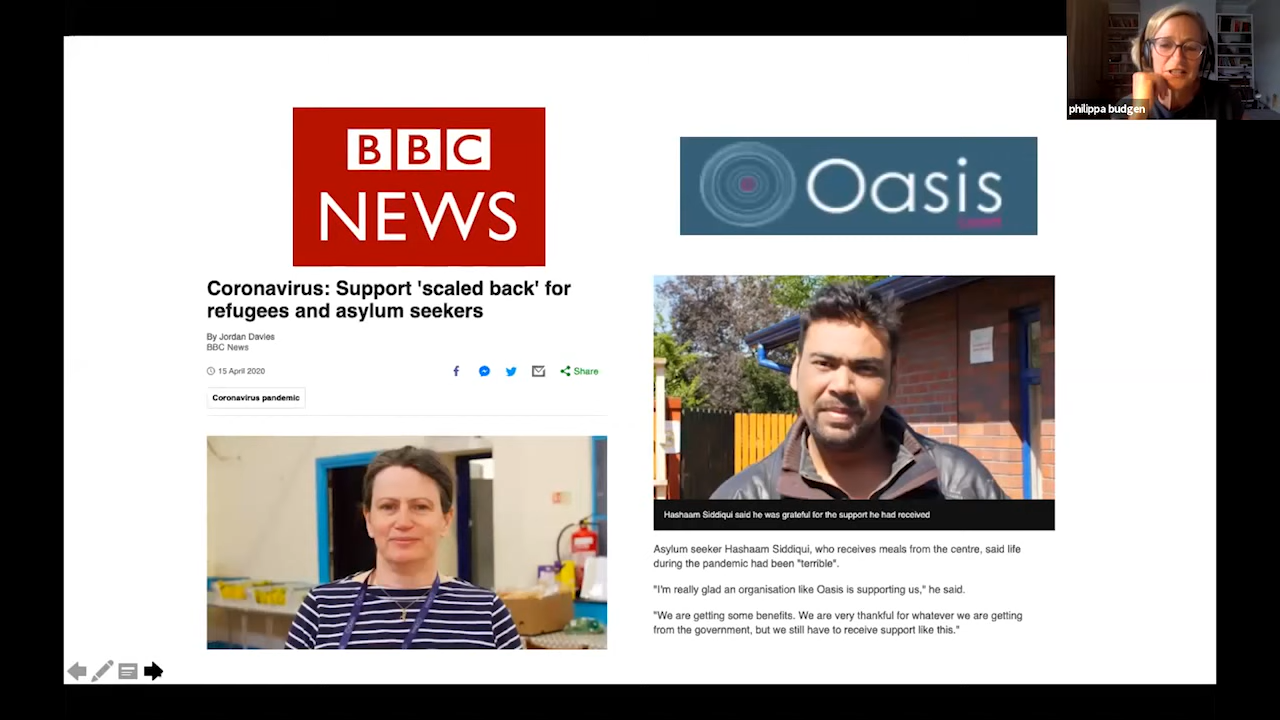 philippa budgen
BBC
NEWS
Coronavirus: Support 'scaled back' for
refugees and asylum seekers
By Jordan Davies
BBC News
15 April 2020
Share
Coronavirus pandemic
Oasis
Hashaam Siddiqui said he was grateful for the support he had received
Asylum seeker Hashaam Siddiqui, who receives meals from the centre, said life
during the pandemic had been "terrible".
"I'm really glad an organisation like Oasis is supporting us," he said.
"We are getting some benefits. We are very thankful for whatever we are getting
from the government, but we still have to receive support like this."